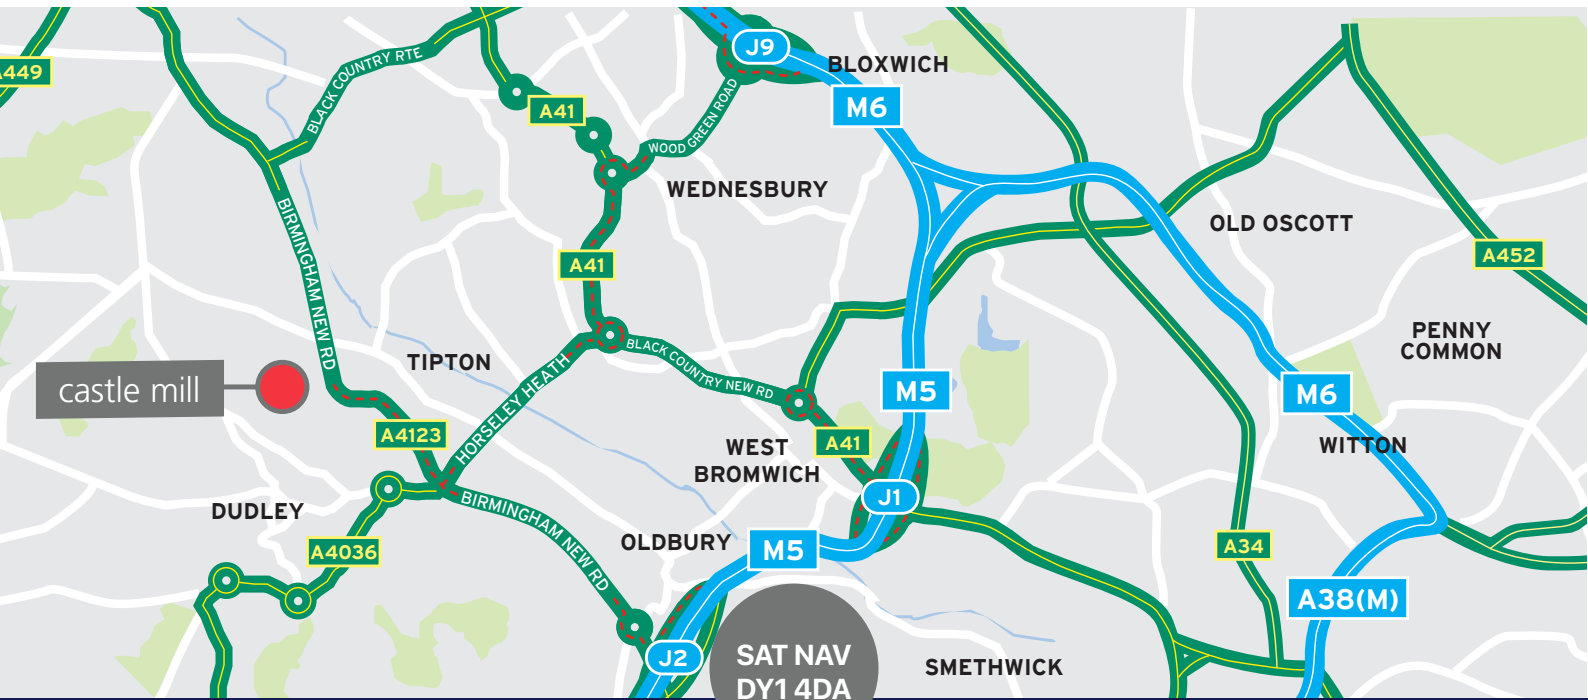 J9
BLOXWICH
A449
BLACK COUNTRY RTE
M6
A41
WOOD GREEN ROAD
WEDNESBURY
OLD OSCOTT
BIRMINGHAM NEW RD
A41
A452
PENNY
COMMON
TIPTON
BLACK COUNTRY NEW RD
castle mill
HORSELEY HEATH
M5
M6
A4123
A41
WITTON
WEST
BROMWICH
J1
DUDLEY
BIRMINGHAM NEW RD
OLDBURY
M5
A4036
A34
A38(M)
J2
SAT NAV
DY1 4DA
SMETHWICK